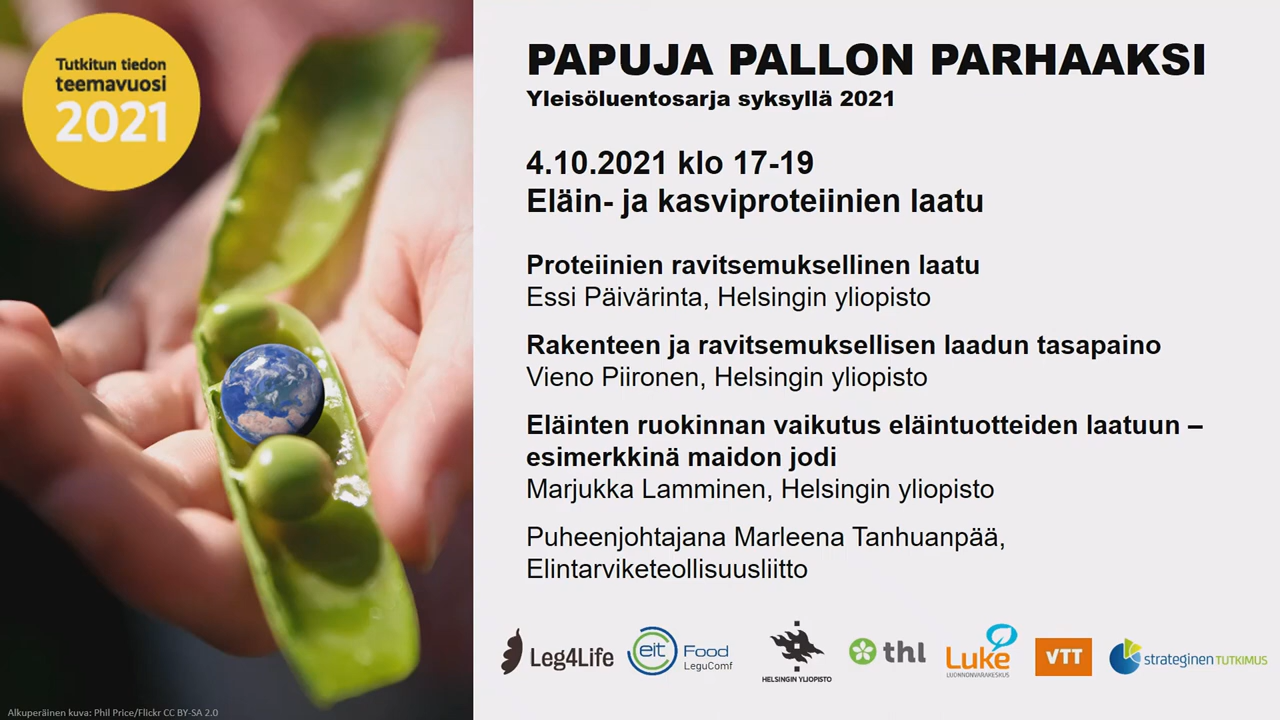 Tutkitun tiedon
teemavuosi
2021
PAPUJA PALLON PARHAAKSI
Yleisöluentosarja syksyllä 2021
4.10.2021 klo 17-19
Eläin- ja kasviproteiinien laatu
Proteiinien ravitsemuksellinen laatu
Essi Päivärinta, Helsingin yliopisto
Rakenteen ja ravitsemuksellisen laadun tasapaino
Vieno Piironen, Helsingin yliopisto
Eläinten ruokinnan vaikutus eläintuotteiden laatuun –
esimerkkinä maidon jodi
Marjukka Lamminen, Helsingin yliopisto
Puheenjohtajana Marleena Tanhuanpää,
Elintarviketeollisuusliitto
Leg4Life
eit Food
LeguComf
HELSINGIN YLIOPISTO
thl
Luke
LUONNONVARAKESKUS
VTT
strateginen TUTKIMUS
Alkuperäinen kuva: Phil Price/Flickr CC BY-SA 2.0